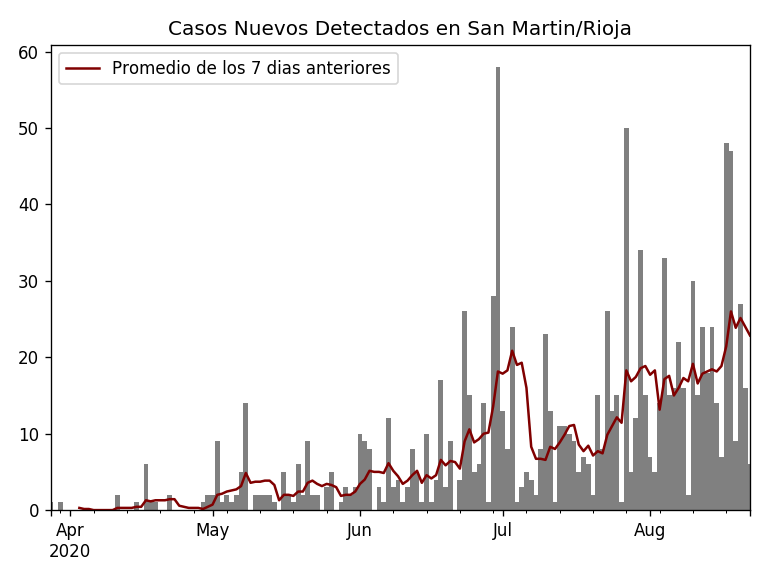 Casos Nuevos Detectados en San Martin/Rioja
Promedio de los 7 dias anteriores
60
50
40
30
20
10
0
Apr
2020
May
Jun
Jul
Aug